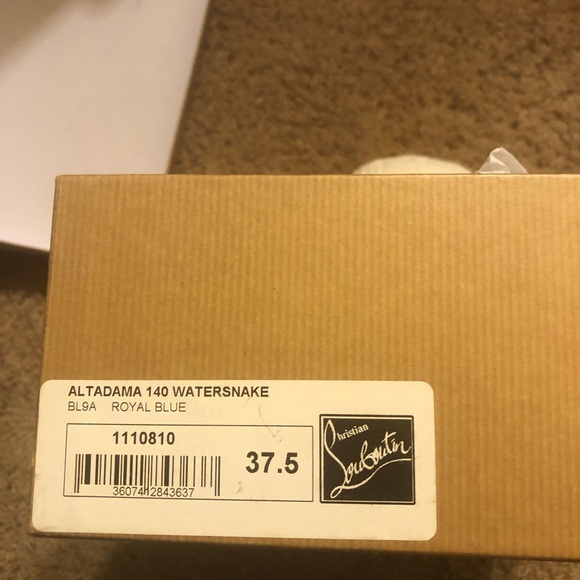 ALTADAMA 140 WATERSNAKE
BL9A ROYAL BLUE
1110810
37.5
3607412843637
Christian
Louboutin